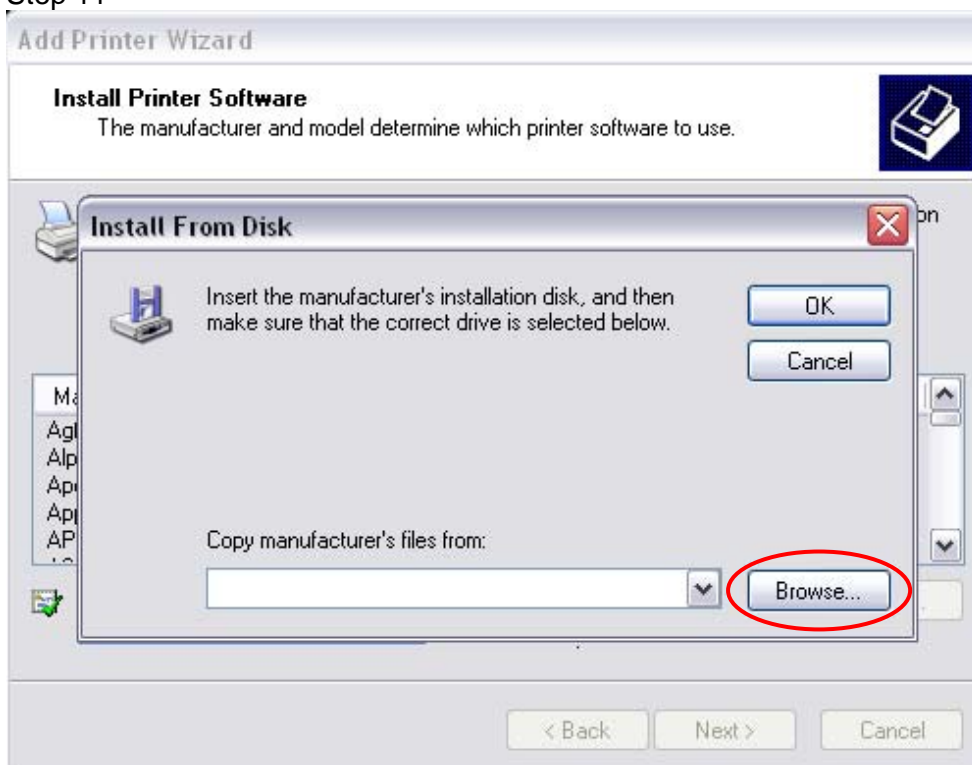 Add Printer Wizard
Install Printer Software
The manufacturer and model determine which printer software to use.
Install From Disk
Insert the manufacturer's installation disk, and then
make sure that the correct drive is selected below.
OK
Cancel
Copy manufacturer's files from:
Browse...
< Back
Next >
Cancel